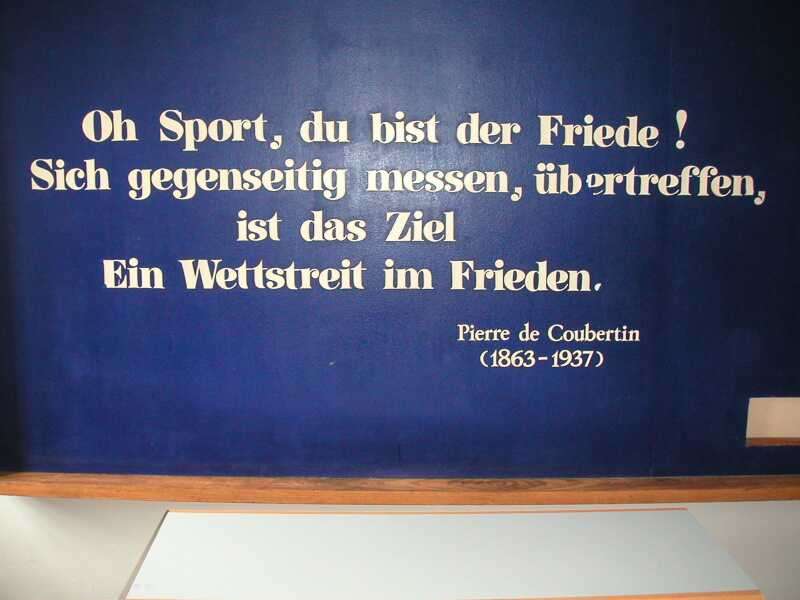 Oh Sport, du bist der Friede !
Sich gegenseitig messen, übertreffen,
ist das Ziel
Ein Wettstreit im Frieden.
Pierre de Coubertin
(1863-1937)